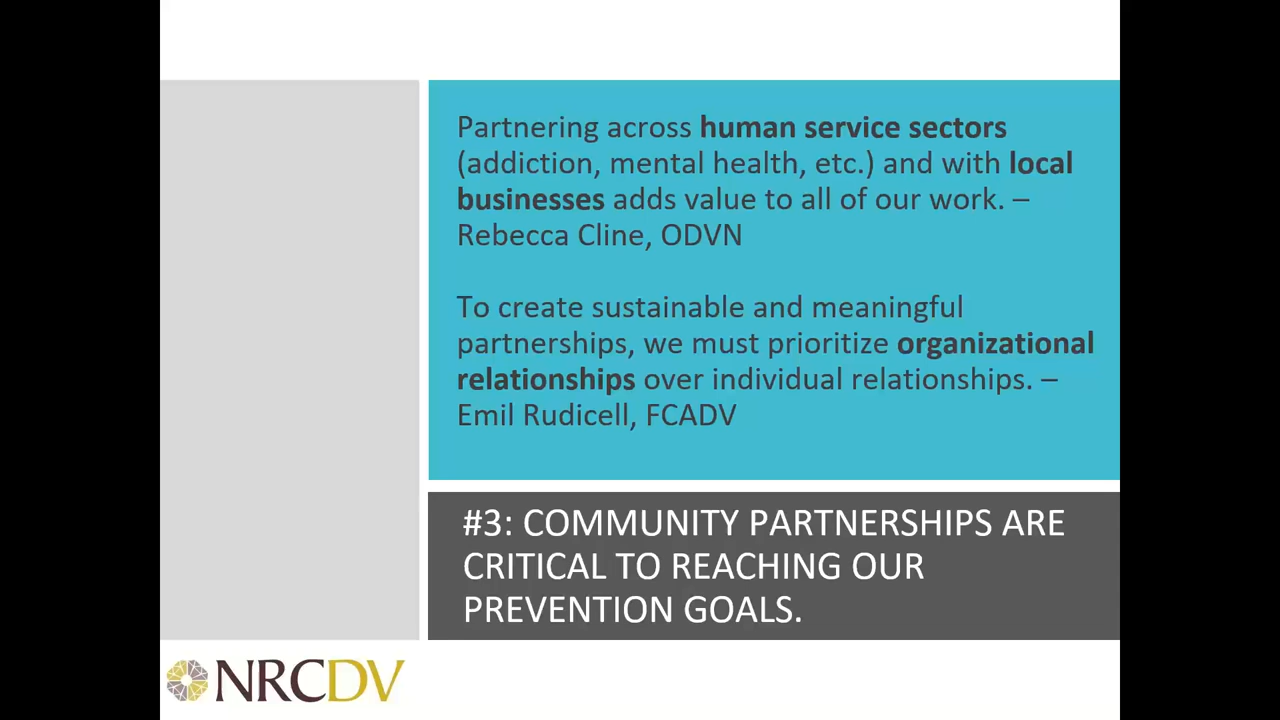 Partnering across human service sectors
(addiction, mental health, etc.) and with local
businesses adds value to all of our work. –
Rebecca Cline, ODVN
To create sustainable and meaningful
partnerships, we must prioritize organizational
relationships over individual relationships. –
Emil Rudicell, FCADV
#3: COMMUNITY PARTNERSHIPS ARE
CRITICAL TO REACHING OUR
PREVENTION GOALS.
NRCDV